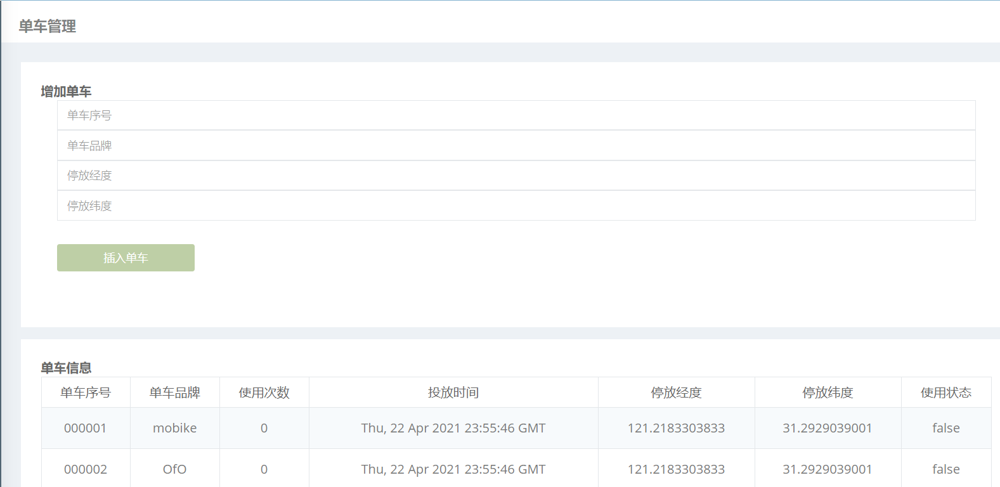 单车管理
增加单车
单车序号
单车品牌
停放经度
停放纬度
插入单车
单车信息
单车序号 单车品牌 使用次数 投放时间 停放经度 停放纬度 使用状态
000001 mobike 0 Thu, 22 Apr 2021 23:55:46 GMT 121.2183303833 31.2929039001 false
000002 OfO 0 Thu, 22 Apr 2021 23:55:46 GMT 121.2183303833 31.2929039001 false